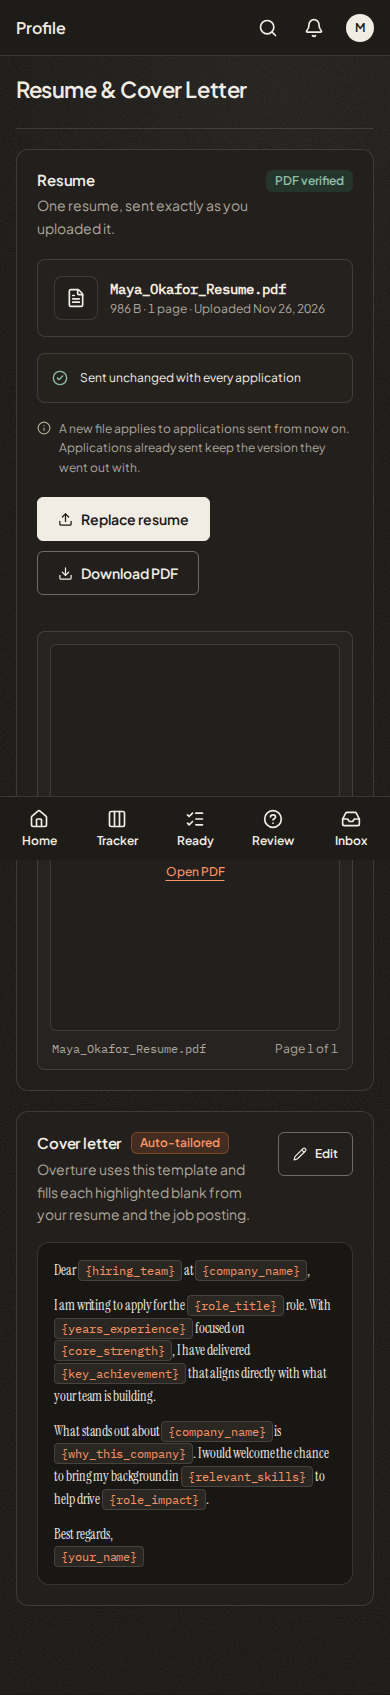 Profile
M
Resume & Cover Letter
Resume
PDF verified
One resume, sent exactly as you
uploaded it.
Maya_Okafor_Resume.pdf
986 B · 1 page · Uploaded Nov 26, 2026
Sent unchanged with every application
A new file applies to applications sent from now on.
Applications already sent keep the version they
went out with.
Replace resume
Download PDF
Home
Tracker
Ready
Review
Inbox
Open PDF
Maya_Okafor_Resume.pdf
Page 1 of 1
Cover letter
Auto-tailored
Edit
Overture uses this template and
fills each highlighted blank from
your resume and the job posting.
Dear {hiring_team} at {company_name},
I am writing to apply for the {role_title} role. With
{years_experience} focused on
{core_strength}, I have delivered
{key_achievement} that aligns directly with what
your team is building.
What stands out about {company_name} is
{why_this_company}. I would welcome the chance
to bring my background in {relevant_skills} to
help drive {role_impact}.
Best regards,
{your_name}